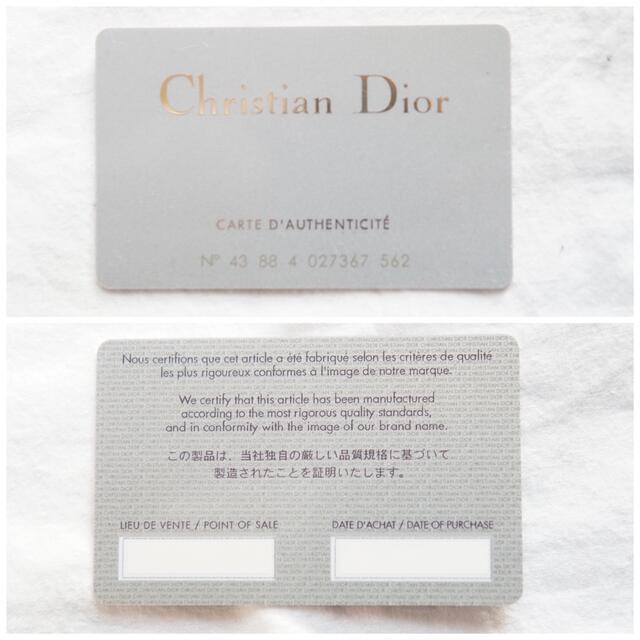 Christian Dior
CARTE D'AUTHENTICITÉ
Nº 43 88 4 027367 562
Nous certifions que cet article a été fabriqué selon les critères de qualité
les plus rigoureux conformes à l'image de notre marque.
We certify that this article has been manufactured
according to the most rigorous quality standards,
and in conformity with the image of our brand name.
この製品は、当社独自の厳しい品質規格に基づいて
製造されたことを証明いたします。
LIEU DE VENTE / POINT OF SALE
DATE D'ACHAT / DATE OF PURCHASE